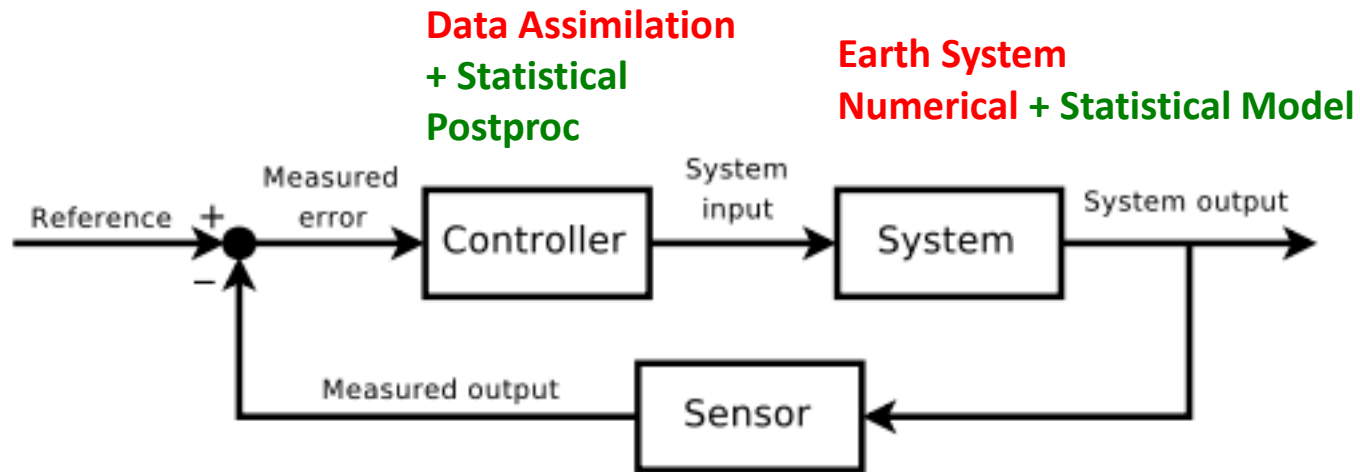 Data Assimilation
+ Statistical
Postproc
Earth System
Numerical + Statistical Model
Reference
+
−
Measured
error
Controller
System
input
System
System output
Measured output
Sensor